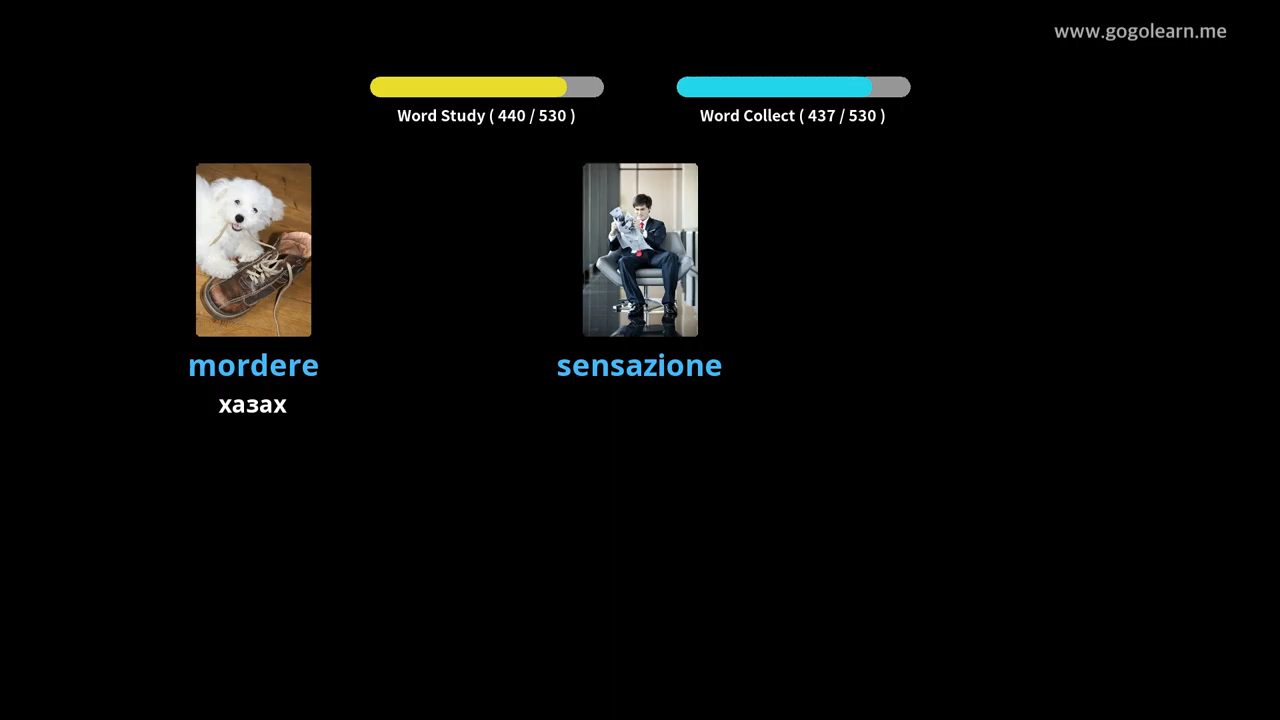 www.gogolearn.me
Word Study ( 440 / 530 )
Word Collect ( 437 / 530 )
mordere
sensazione
хазах